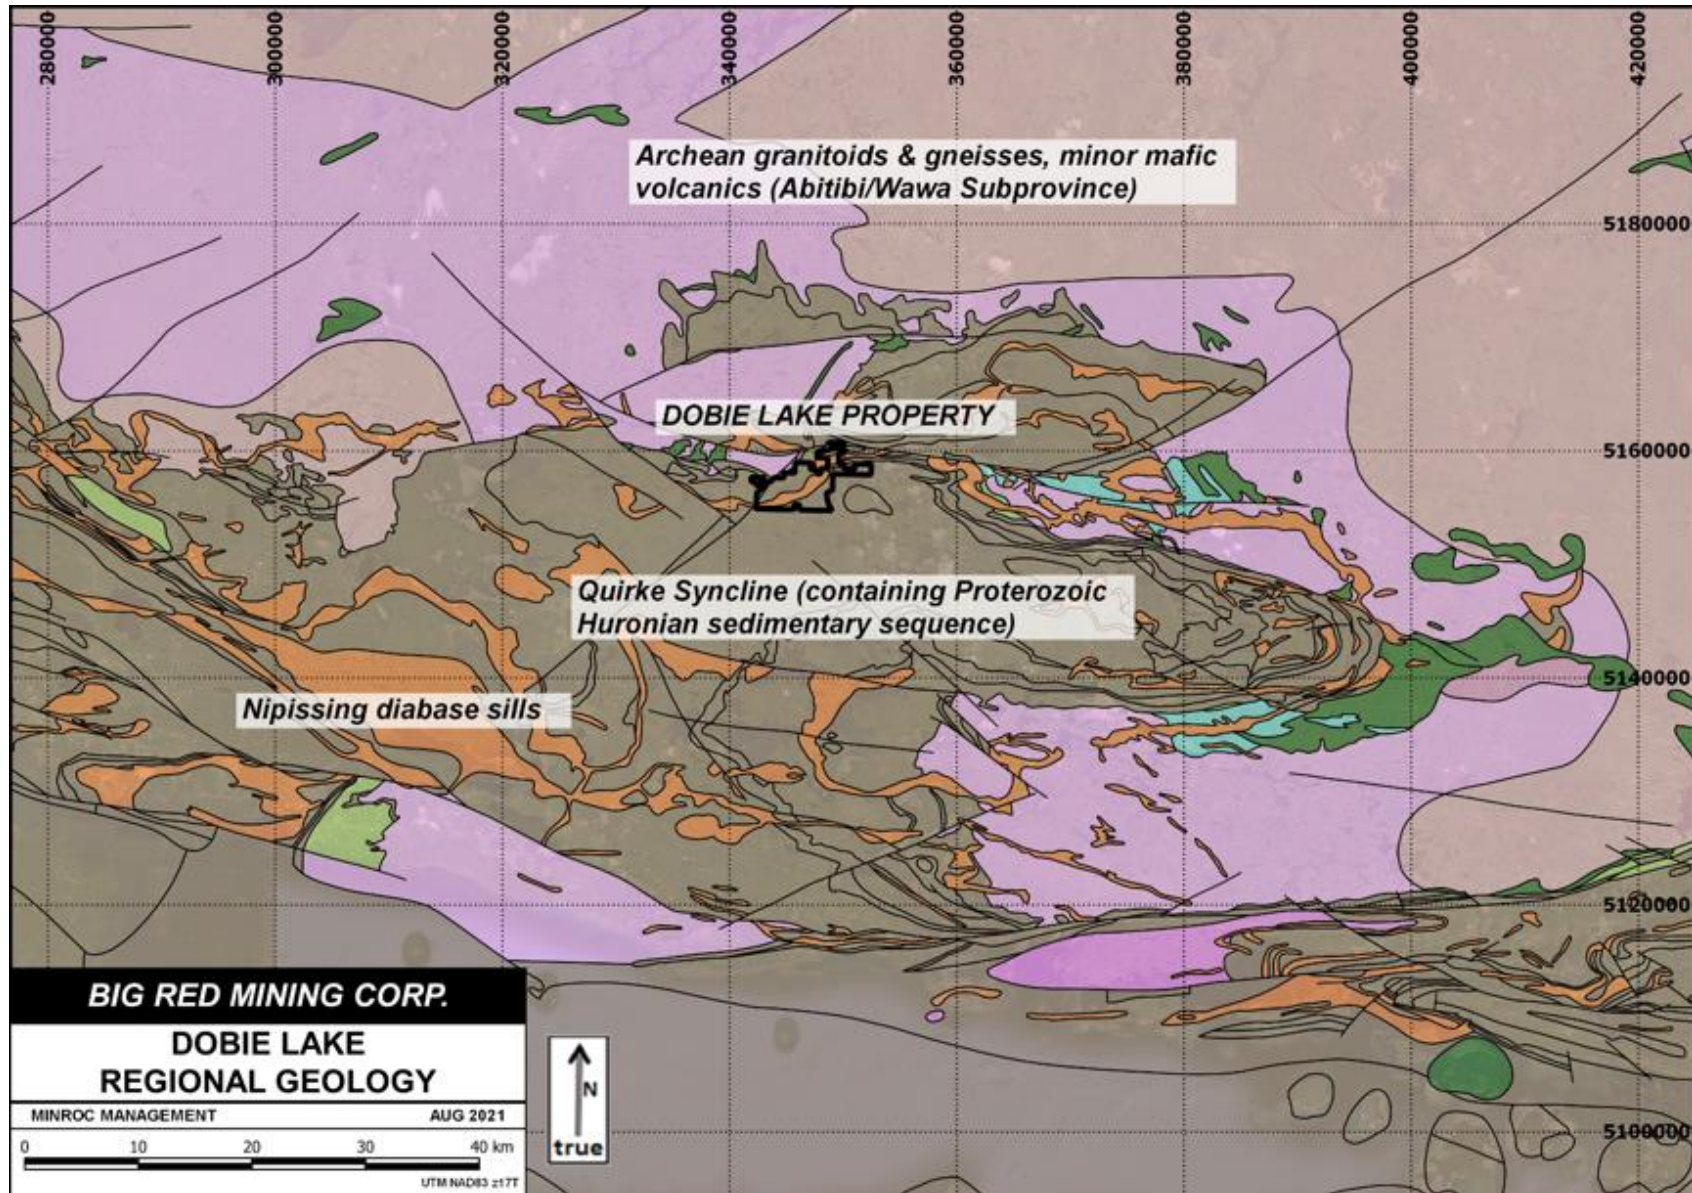 280000
300000
320000
340000
360000
380000
400000
420000
Archean granitoids & gneisses, minor mafic
volcanics (Abitibi/Wawa Subprovince)
5180000
DOBIE LAKE PROPERTY
5160000
Quirke Syncline (containing Proterozoic
Huronian sedimentary sequence)
5140000
Nipissing diabase sills
5120000
BIG RED MINING CORP.
DOBIE LAKE
REGIONAL GEOLOGY
MINROC MANAGEMENT AUG 2021
0 10 20 30 40 km
UTM NAD83 z17T
N
true
5100000